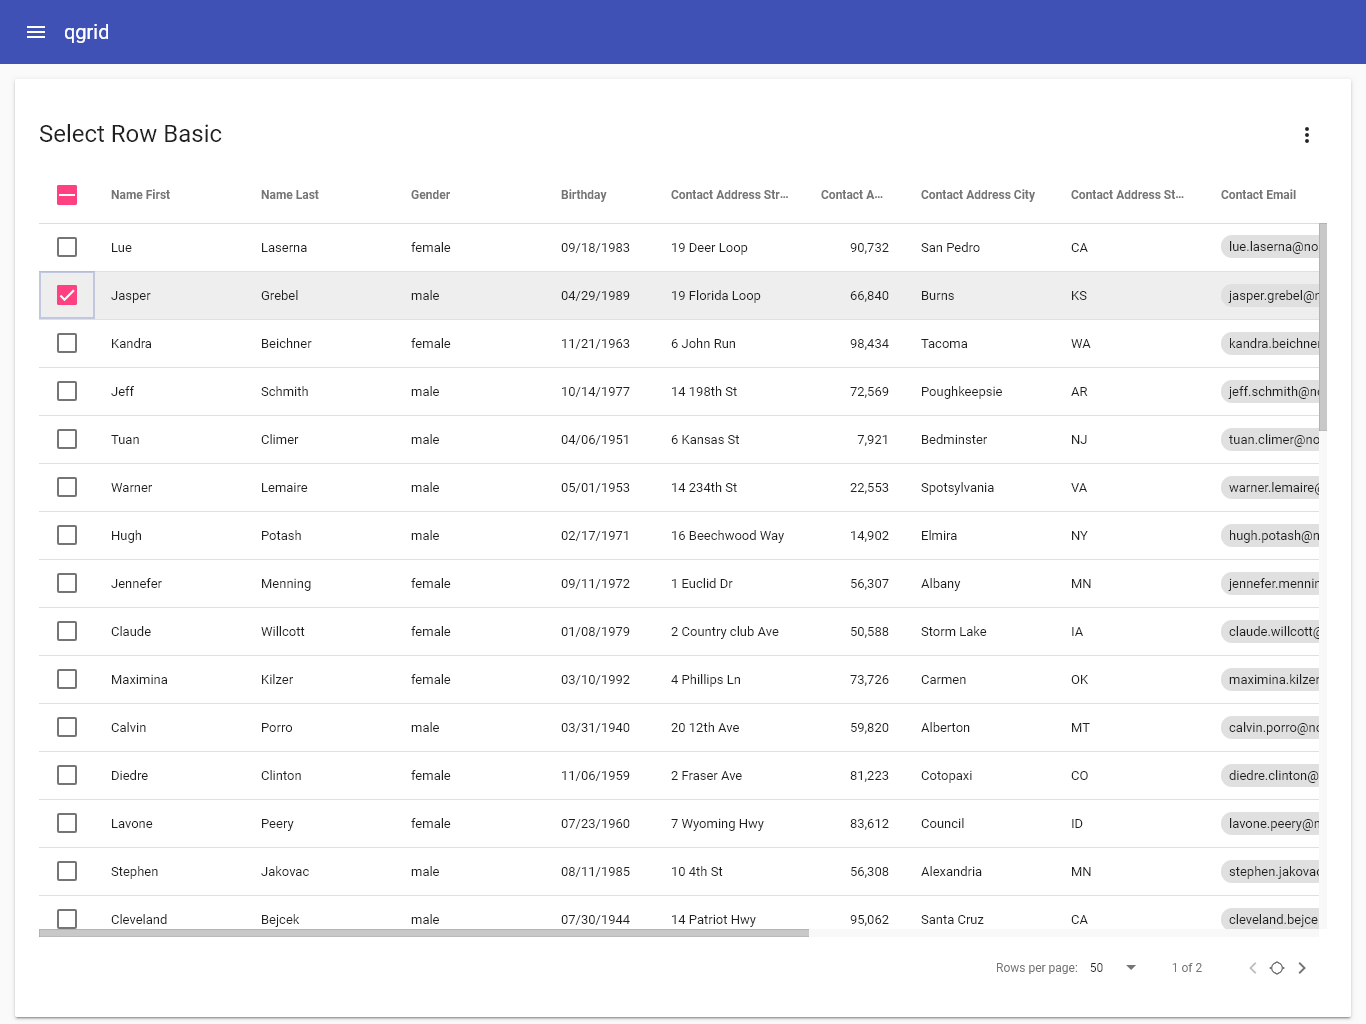 qgrid
Select Row Basic
Name First Name Last Gender Birthday Contact Address Str... Contact A... Contact Address City Contact Address St... Contact Email
Lue Laserna female 09/18/1983 19 Deer Loop 90,732 San Pedro CA lue.laserna@no
Jasper Grebel male 04/29/1989 19 Florida Loop 66,840 Burns KS jasper.grebel@n
Kandra Beichner female 11/21/1963 6 John Run 98,434 Tacoma WA kandra.beichner
Jeff Schmith male 10/14/1977 14 198th St 72,569 Poughkeepsie AR jeff.schmith@no
Tuan Climer male 04/06/1951 6 Kansas St 7,921 Bedminster NJ tuan.climer@no
Warner Lemaire male 05/01/1953 14 234th St 22,553 Spotsylvania VA warner.lemaire@
Hugh Potash male 02/17/1971 16 Beechwood Way 14,902 Elmira NY hugh.potash@n
Jennefer Menning female 09/11/1972 1 Euclid Dr 56,307 Albany MN jennefer.mennin
Claude Willcott female 01/08/1979 2 Country club Ave 50,588 Storm Lake IA claude.willcott@
Maximina Kilzer female 03/10/1992 4 Phillips Ln 73,726 Carmen OK maximina.kilzer
Calvin Porro male 03/31/1940 20 12th Ave 59,820 Alberton MT calvin.porro@no
Diedre Clinton female 11/06/1959 2 Fraser Ave 81,223 Cotopaxi CO diedre.clinton@
Lavone Peery female 07/23/1960 7 Wyoming Hwy 83,612 Council ID lavone.peery@n
Stephen Jakovac male 08/11/1985 10 4th St 56,308 Alexandria MN stephen.jakovac
Cleveland Bejcek male 07/30/1944 14 Patriot Hwy 95,062 Santa Cruz CA cleveland.bejce
Rows per page: 50 1 of 2